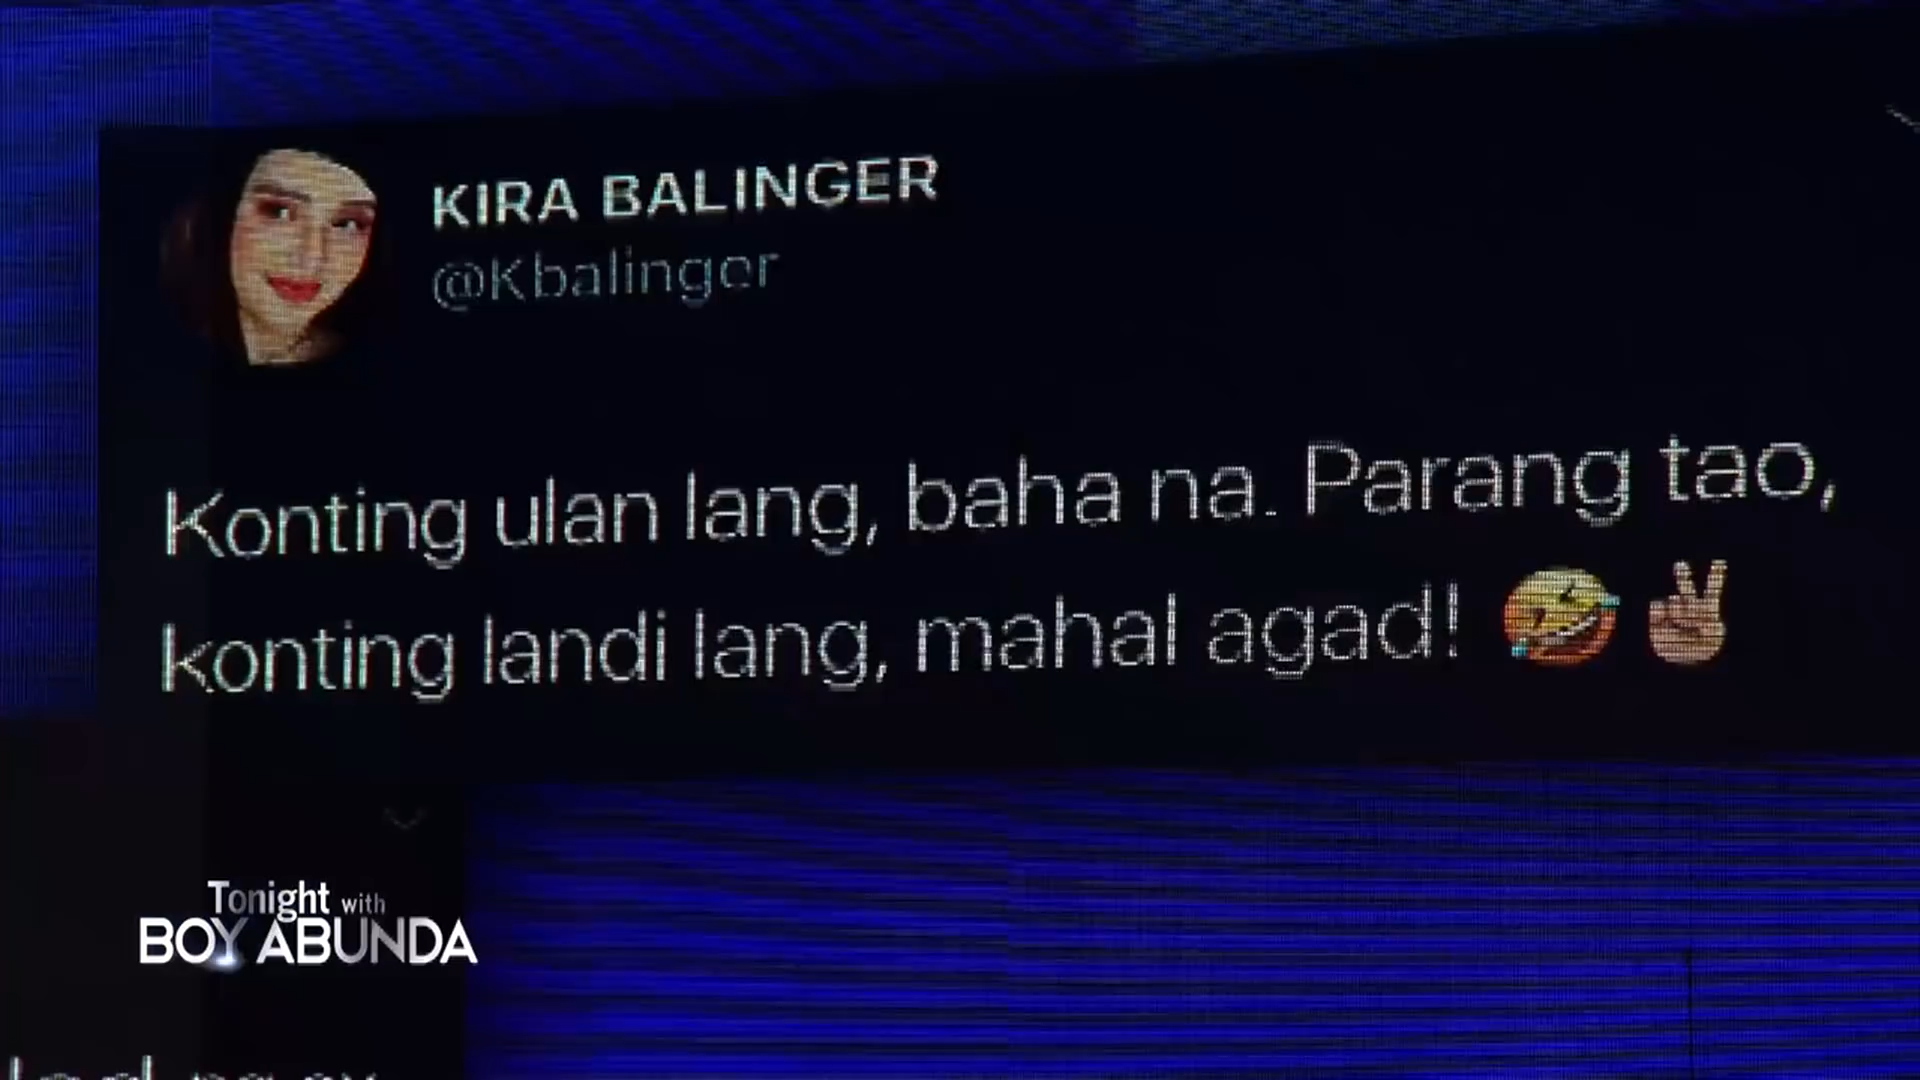 KIRA BALINGER
@Kbalinger
Konting ulan lang, baha na. Parang tao,
konting landi lang, mahal agad! 🤣✌🏼
Tonight with
BOY ABUNDA